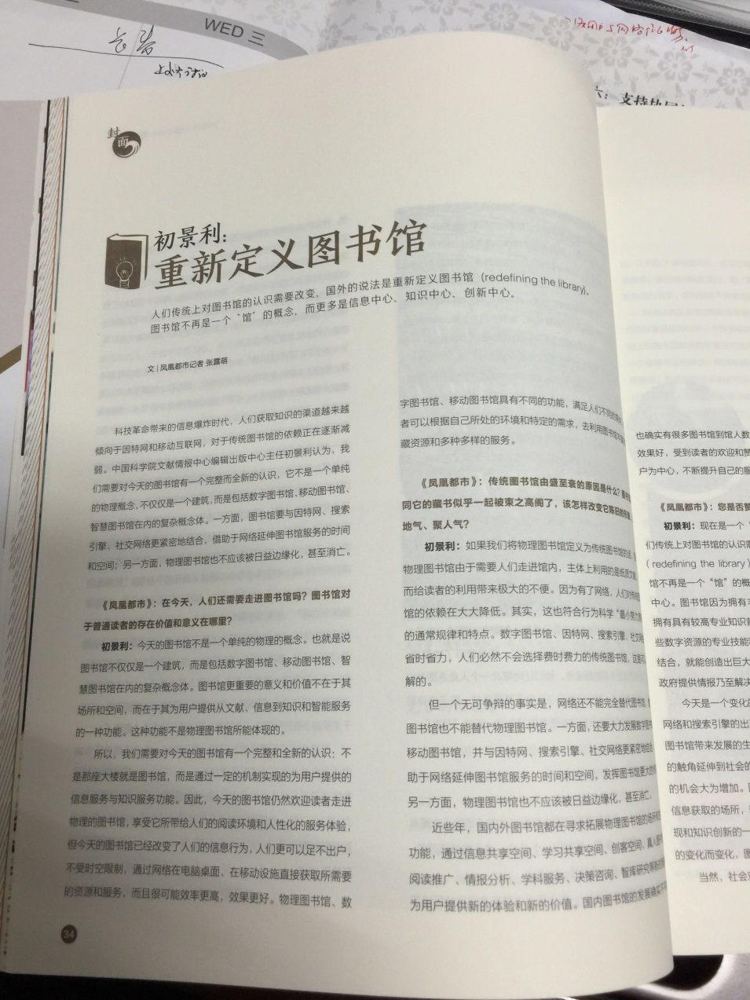 WED 三
六：支持协同
封面
初景利：
重新定义图书馆
人们传统上对图书馆的认识需要改变，国外的说法是重新定义图书馆（redefining the library)，
图书馆不再是一个“馆”的概念，而更多是信息中心、知识中心、创新中心。
文 | 凤凰都市记者 张露萌
科技革命带来的信息爆炸时代，人们获取知识的渠道越来越
倾向于因特网和移动互联网，对于传统图书馆的依赖正在逐渐减
弱。中国科学院文献情报中心编辑出版中心主任初景利认为，我
们需要对今天的图书馆有一个完整而全新的认识，它不是一个单纯
的物理概念，不仅仅是一个建筑，而是包括数字图书馆、移动图书馆、
智慧图书馆在内的复杂概念体。一方面，图书馆要与因特网、搜索
引擎、社交网络更紧密地结合，借助于网络延伸图书馆服务的时间
和空间；另一方面，物理图书馆也不应该被日益边缘化，甚至消亡。
《凤凰都市》：在今天，人们还需要走进图书馆吗？图书馆对
于普通读者的存在价值和意义在哪里？
初景利：今天的图书馆不是一个单纯的物理的概念。也就是说
图书馆不仅仅是一个建筑，而是包括数字图书馆、移动图书馆、智
慧图书馆在内的复杂概念体。图书馆更重要的意义和价值不在于其
场所和空间，而在于其为用户提供从文献、信息到知识和智能服务
的一种功能。这种功能不是物理图书馆所能体现的。
所以，我们需要对今天的图书馆有一个完整和全新的认识：不
是那座大楼就是图书馆，而是通过一定的机制实现的为用户提供的
信息服务与知识服务功能。因此，今天的图书馆仍然欢迎读者走进
物理的图书馆，享受它所带给人们的阅读环境和人性化的服务体验，
但今天的图书馆已经改变了人们的信息行为，人们更可以足不出户，
不受时空限制，通过网络在电脑桌面、在移动设施直接获取所需要
的资源和服务，而且很可能效率更高，效果更好。物理图书馆、数
34
字图书馆、移动图书馆具有不同的功能，满足人们不同的
者可以根据自己所处的环境和特定的需求，去利用图书馆
藏资源和多种多样的服务。
《凤凰都市》：传统图书馆由盛至衰的原因是什么？
同它的藏书似乎一起被束之高阁了，该怎样改变它陈旧的形象、
地气、聚人气？
初景利：如果我们将物理图书馆定义为传统图书馆的话，
物理图书馆由于需要人们走进馆内，主体上利用的是纸质文献，
而给读者的利用带来极大的不便。因为有了网络，人们对传统
馆的依赖在大大降低。其实，这也符合行为科学“最小努力
的通常规律和特点。数字图书馆、因特网、搜索引擎、社交网
省时省力，人们必然不会选择费时费力的传统图书馆，这是可
解的。
但一个无可争辩的事实是，网络还不能完全替代图书馆，
图书馆也不能替代物理图书馆。一方面，还要大力发展数字图书
移动图书馆，并与因特网、搜索引擎、社交网络更紧密地结合
助于网络延伸图书馆服务的时间和空间，发挥图书馆更大的
另一方面，物理图书馆也不应该被日益边缘化，甚至消亡。
近些年，国内外图书馆都在寻求拓展物理图书馆的场所和
功能，通过信息共享空间、学习共享空间、创客空间、真人图书
阅读推广、情报分析、学科服务、决策咨询、智库研究等
为用户提供新的体验和新的价值。国内图书馆的发展确实
也确实有很多图书馆到馆人数
效果好，受到读者的欢迎和赞
户为中心，不断提升自己的服
《凤凰都市》：您是否赞
初景利：现在是一个“
们传统上对图书馆的认识需
（redefining the library）
馆不再是一个“馆”的概
中心。图书馆因为拥有丰
拥有具有较高专业知识背
些数字资源的专业技能
结合，就能创造出巨大
政府提供情报乃至解决
今天是一个变化的
网络和搜索引擎的出
图书馆带来发展的生
的触角延伸到社会的
的机会大为增加。
信息获取的场所，
现和知识创新的一
的变化而变化，图
当然，社会